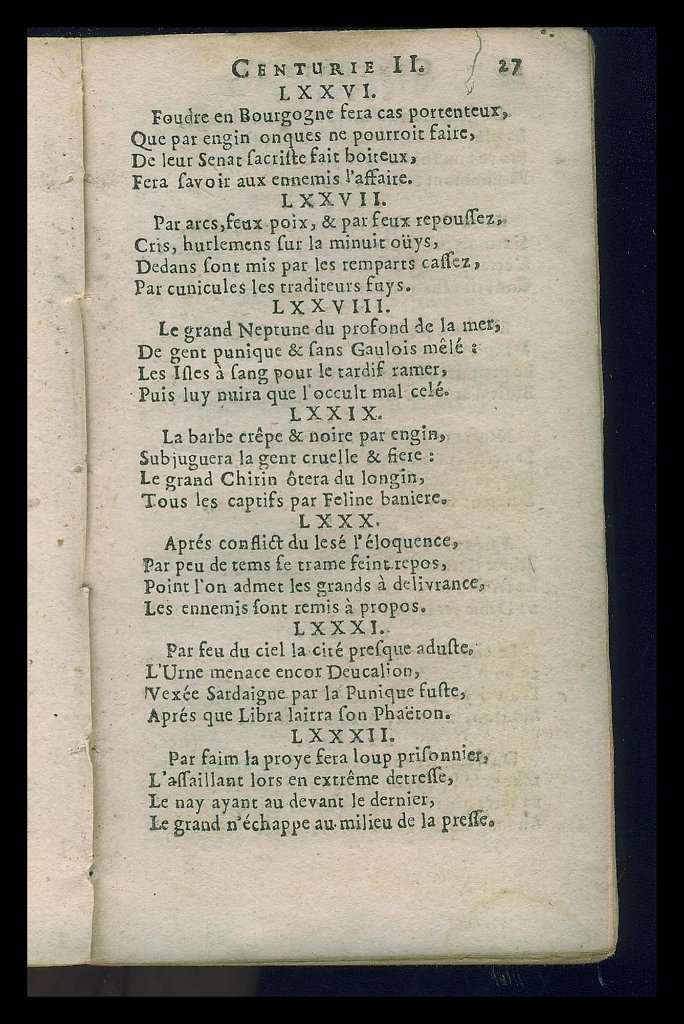 CENTURIE II. 27
LXXVI.
Foudre en Bourgogne ſera cas portenteux,
Que par engin onques ne pourroit faire,
De leur Senat ſacriſte fait boiteux,
Fera ſavoir aux ennemis l'affaire.
LXXVII.
Par arcs, feux poix, & par feux repouſſez,
Cris, hurlemens ſur la minuit oüys,
Dedans ſont mis par les remparts caſſez,
Par cunicules les traditeurs fuys.
LXXVIII.
Le grand Neptune du profond de la mer,
De gent punique & ſans Gaulois mêlé :
Les Iſles à ſang pour le tardif ramer,
Puis luy nuira que l'occult mal celé.
LXXIX.
La barbe crêpe & noire par engin,
Subjuguera la gent cruelle & fiere :
Le grand Chirin ôtera du longin,
Tous les captifs par Feline baniere.
LXXX.
Aprés conflict du leſé l'éloquence,
Par peu de tems ſe trame feint repos,
Point l'on admet les grands à delivrance,
Les ennemis ſont remis à propos.
LXXXI.
Par feu du ciel la cité preſque aduſte,
L'Urne menace encor Deucalion,
Vexée Sardaigne par la Punique fuſte,
Aprés que Libra lairra ſon Phaëton.
LXXXII.
Par faim la proye ſera loup priſonnier,
L'aſſaillant lors en extrême detreſſe,
Le nay ayant au devant le dernier,
Le grand n'échappe au milieu de la preſſe.